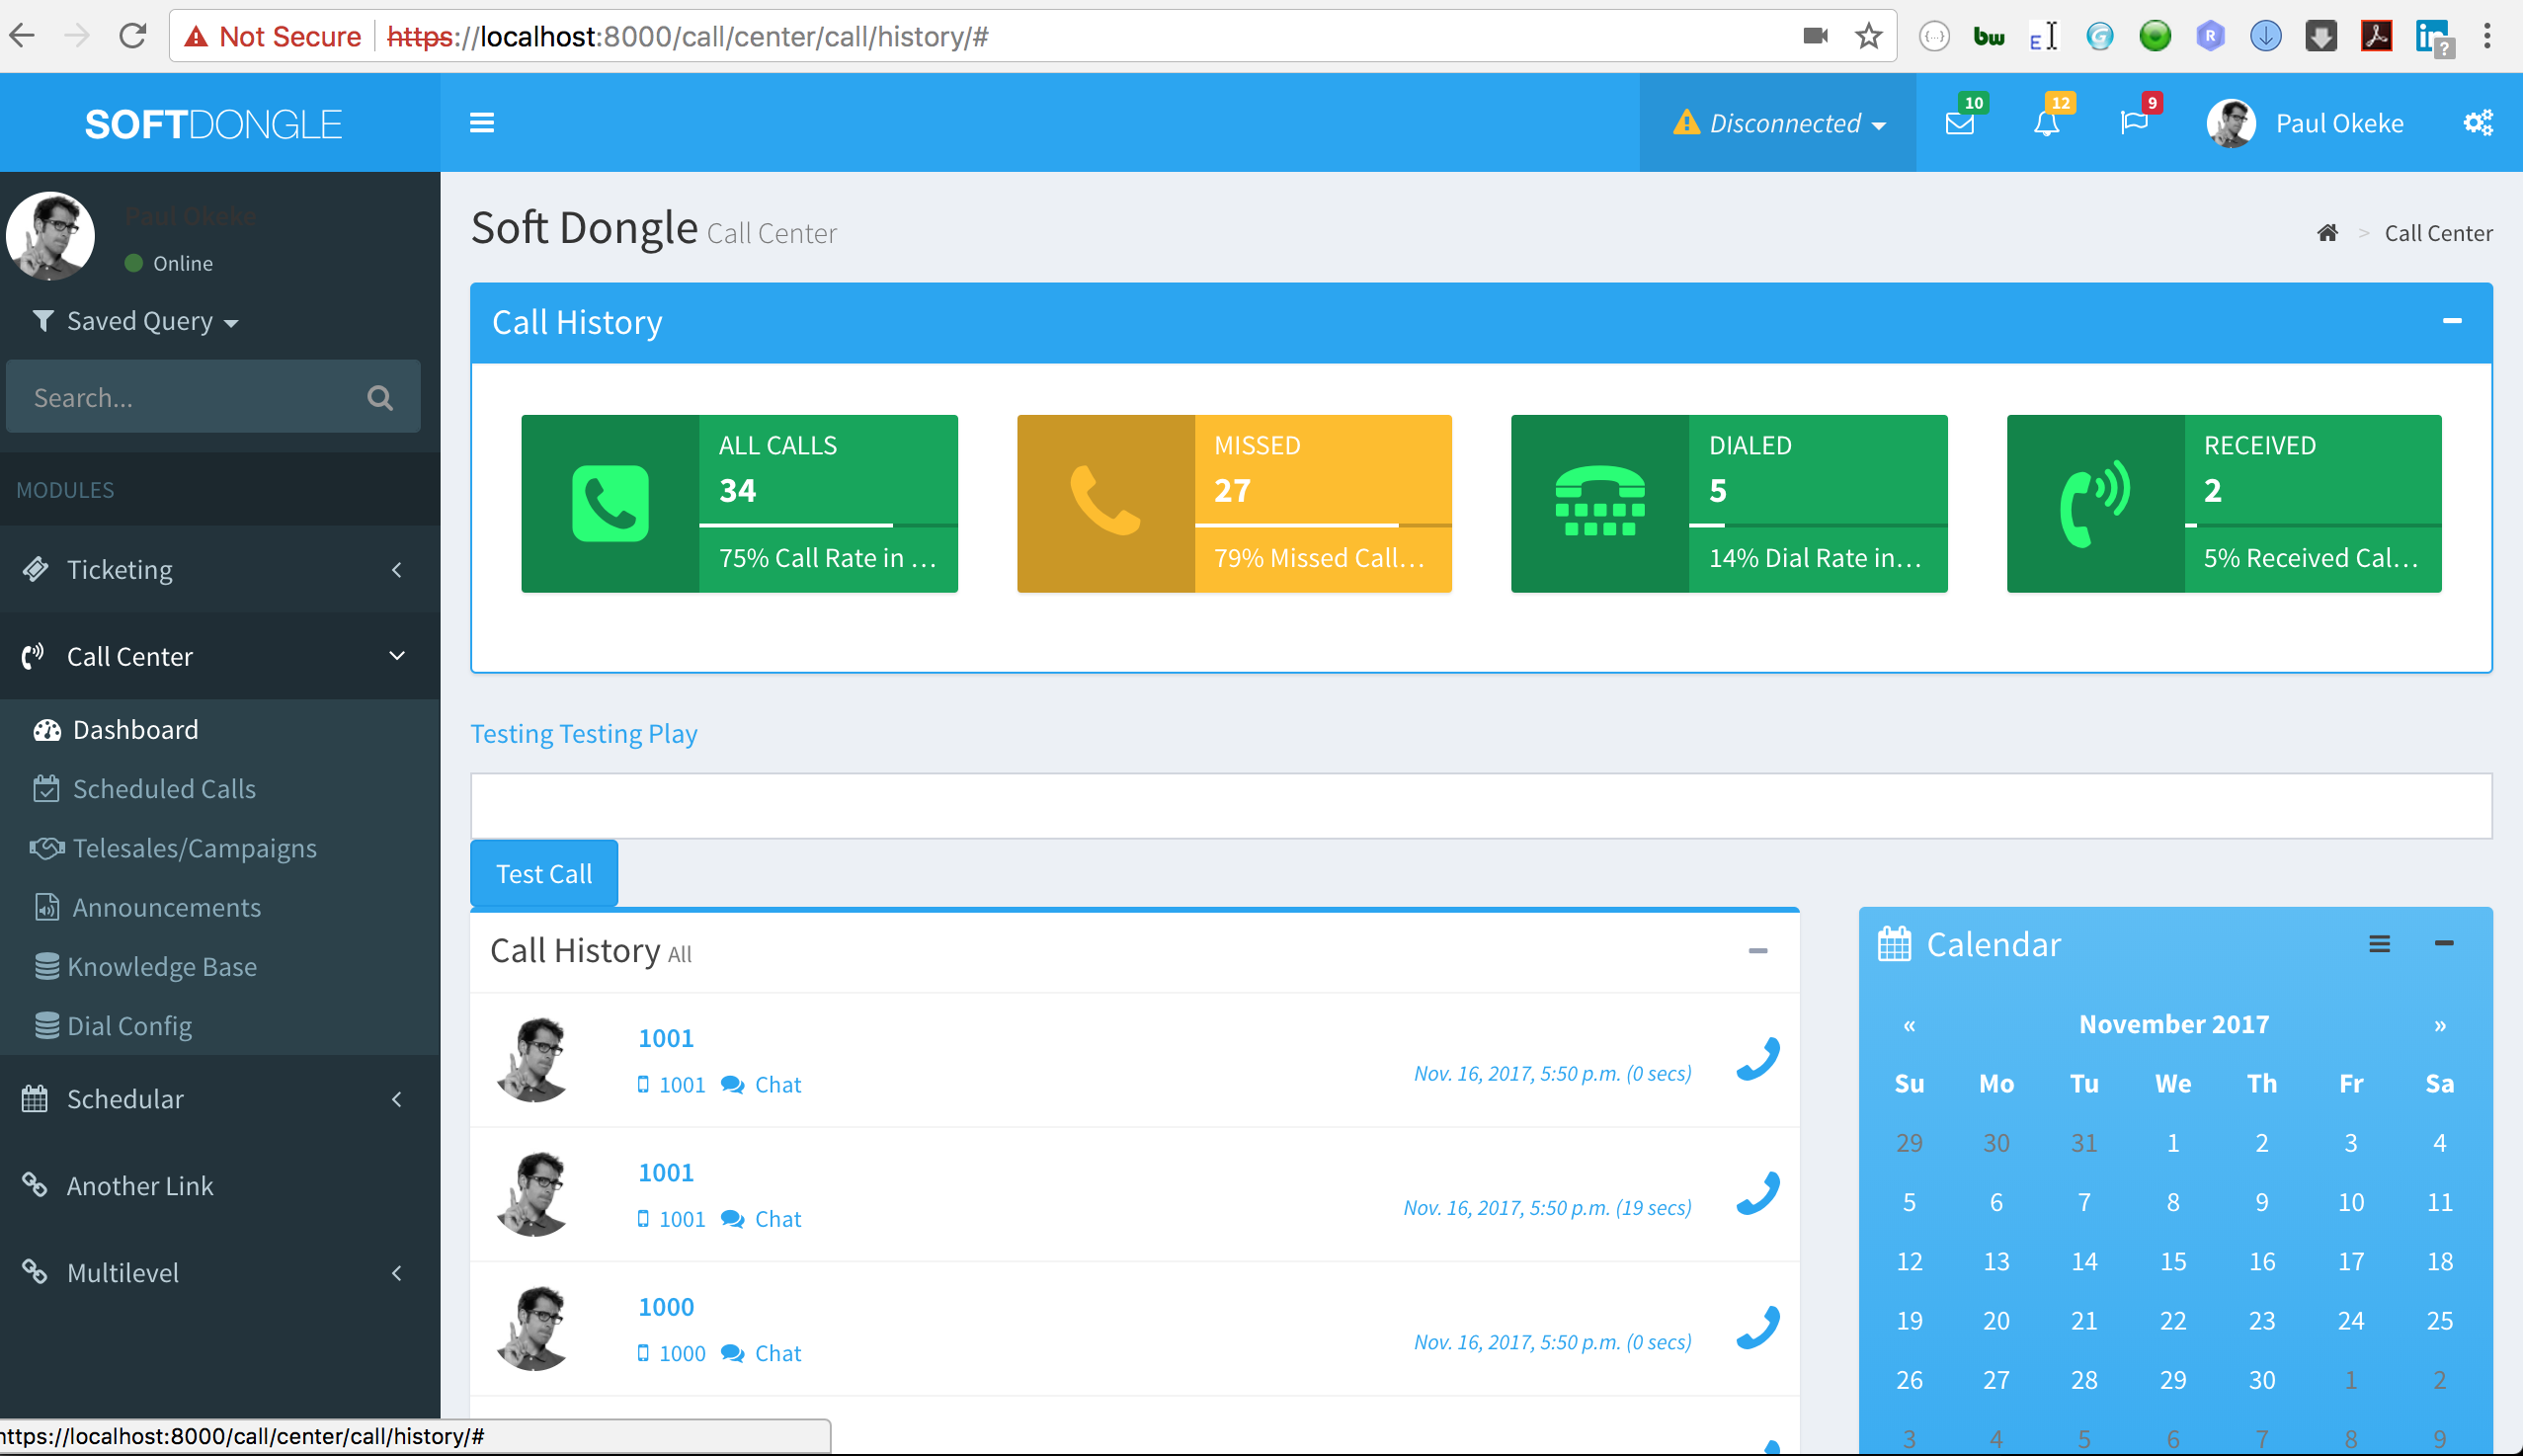 Not Secure https://localhost:8000/call/center/call/history/#
SOFTDONGLE
Disconnected
10
12
9
Paul Okeke
Paul Okeke
Online
Saved Query
Search...
MODULES
Ticketing
Call Center
Dashboard
Scheduled Calls
Telesales/Campaigns
Announcements
Knowledge Base
Dial Config
Schedular
Another Link
Multilevel
https://localhost:8000/call/center/call/history/#
Soft Dongle Call Center
> Call Center
Call History
ALL CALLS
34
75% Call Rate in ...
MISSED
27
79% Missed Call...
DIALED
5
14% Dial Rate in...
RECEIVED
2
5% Received Cal...
Testing Testing Play
Test Call
Call History All
1001
1001 Chat
Nov. 16, 2017, 5:50 p.m. (0 secs)
1001
1001 Chat
Nov. 16, 2017, 5:50 p.m. (19 secs)
1000
1000 Chat
Nov. 16, 2017, 5:50 p.m. (0 secs)
Calendar
« November 2017 »
Su Mo Tu We Th Fr Sa
29 30 31 1 2 3 4
5 6 7 8 9 10 11
12 13 14 15 16 17 18
19 20 21 22 23 24 25
26 27 28 29 30 1 2
3 4 5 6 7 8 9